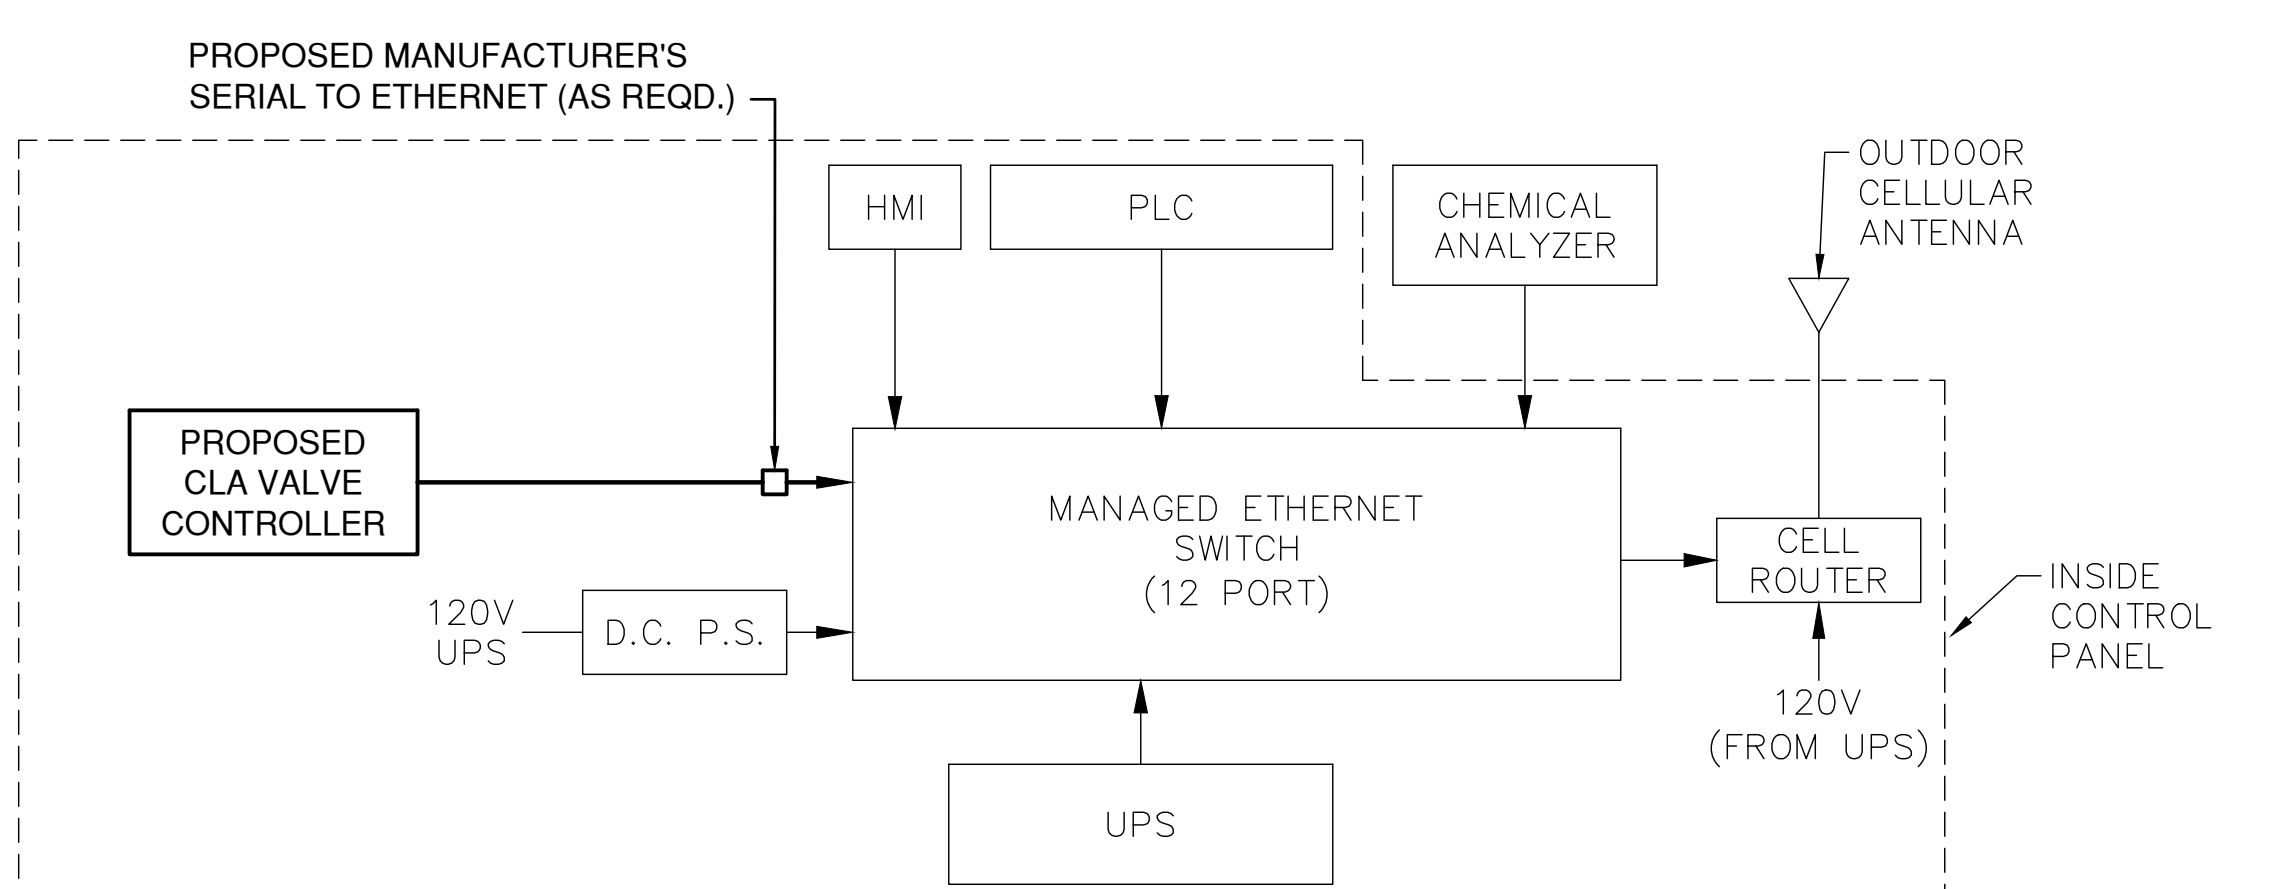 PROPOSED MANUFACTURER'S
SERIAL TO ETHERNET (AS REQD.)
HMI
PLC
CHEMICAL
ANALYZER
OUTDOOR
CELLULAR
ANTENNA
PROPOSED
CLA VALVE
CONTROLLER
MANAGED ETHERNET
SWITCH
(12 PORT)
CELL
ROUTER
INSIDE
CONTROL
PANEL
120V
UPS
D.C. P.S.
120V
(FROM UPS)
UPS